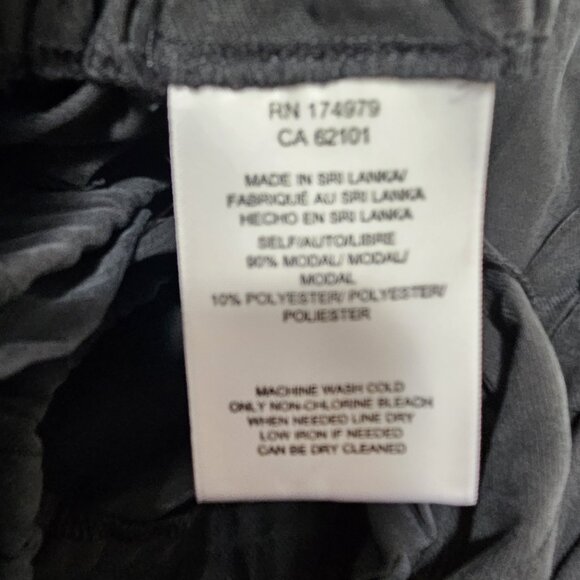 RN 174979
CA 62101
MADE IN SRI LANKA/
FABRIQUÉ AU SRI LANKA
HECHO EN SRI LANKA
SELF/AUTO/LIBRE
90% MODAL/ MODAL/
MODAL
10% POLYESTER/ POLYESTER/
POLIESTER
MACHINE WASH COLD
ONLY NON-CHLORINE BLEACH
WHEN NEEDED LINE DRY
LOW IRON IF NEEDED
CAN BE DRY CLEANED